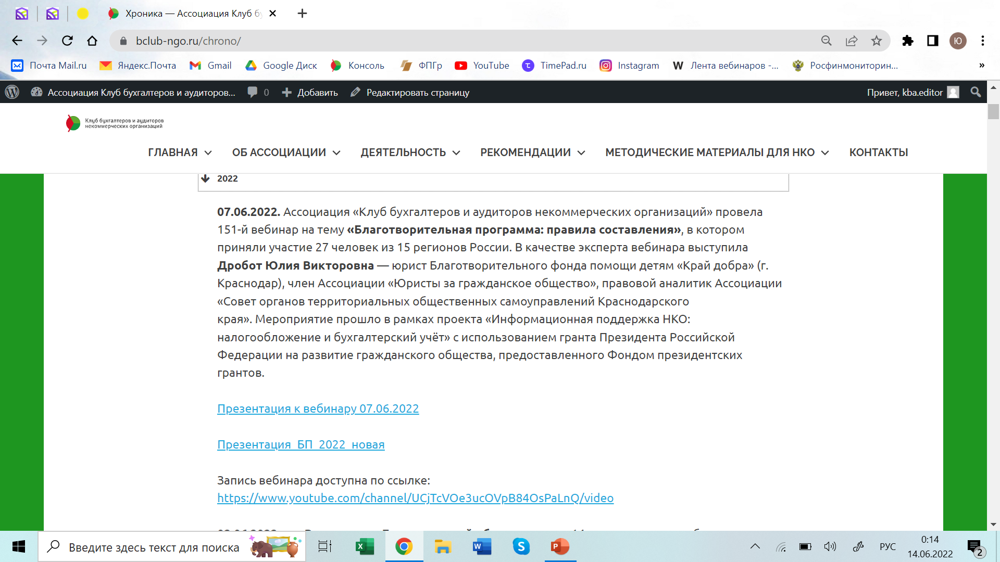 Хроника — Ассоциация Клуб б
bclub-ngo.ru/chrono/
Ю
Почта Mail.ru
Яндекс.Почта
Gmail
Google Диск
Консоль
ФПГр
YouTube
TimePad.ru
Instagram
W Лента вебинаров -...
Росфинмониторин...
»
Ассоциация Клуб бухгалтеров и аудиторов...
0
Добавить
Редактировать страницу
Привет, kba.editor
Клуб бухгалтеров и аудиторов
некоммерческих организаций
ГЛАВНАЯ
ОБ АССОЦИАЦИИ
ДЕЯТЕЛЬНОСТЬ
РЕКОМЕНДАЦИИ
МЕТОДИЧЕСКИЕ МАТЕРИАЛЫ ДЛЯ НКО
КОНТАКТЫ
2022
07.06.2022. Ассоциация «Клуб бухгалтеров и аудиторов некоммерческих организаций» провела
151-й вебинар на тему «Благотворительная программа: правила составления», в котором
приняли участие 27 человек из 15 регионов России. В качестве эксперта вебинара выступила
Дробот Юлия Викторовна — юрист Благотворительного фонда помощи детям «Край добра» (г.
Краснодар), член Ассоциации «Юристы за гражданское общество», правовой аналитик Ассоциации
«Совет органов территориальных общественных самоуправлений Краснодарского
края». Мероприятие прошло в рамках проекта «Информационная поддержка НКО:
налогообложение и бухгалтерский учёт» с использованием гранта Президента Российской
Федерации на развитие гражданского общества, предоставленного Фондом президентских
грантов.
Презентация к вебинару 07.06.2022
Презентация_БП_2022_новая
Запись вебинара доступна по ссылке:
https://www.youtube.com/channel/UCjTcVOe3ucOVpB84OsPaLnQ/video
Введите здесь текст для поиска
РУС
0:14
14.06.2022
2